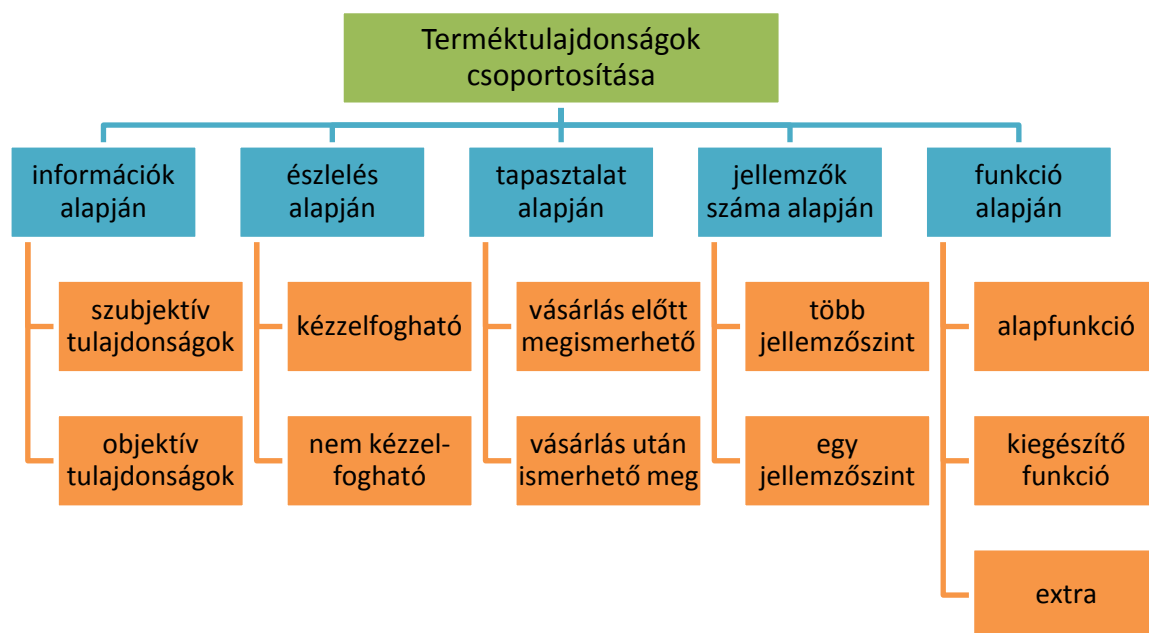 Terméktulajdonságok
csoportosítása
információk
alapján
szubjektív
tulajdonságok
objektív
tulajdonságok
észlelés
alapján
kézzelfogható
nem kézzel-
fogható
tapasztalat
alapján
vásárlás előtt
megismerhető
vásárlás után
ismerhető meg
jellemzők
száma alapján
több
jellemzőszint
egy
jellemzőszint
funkció
alapján
alapfunkció
kiegészítő
funkció
extra